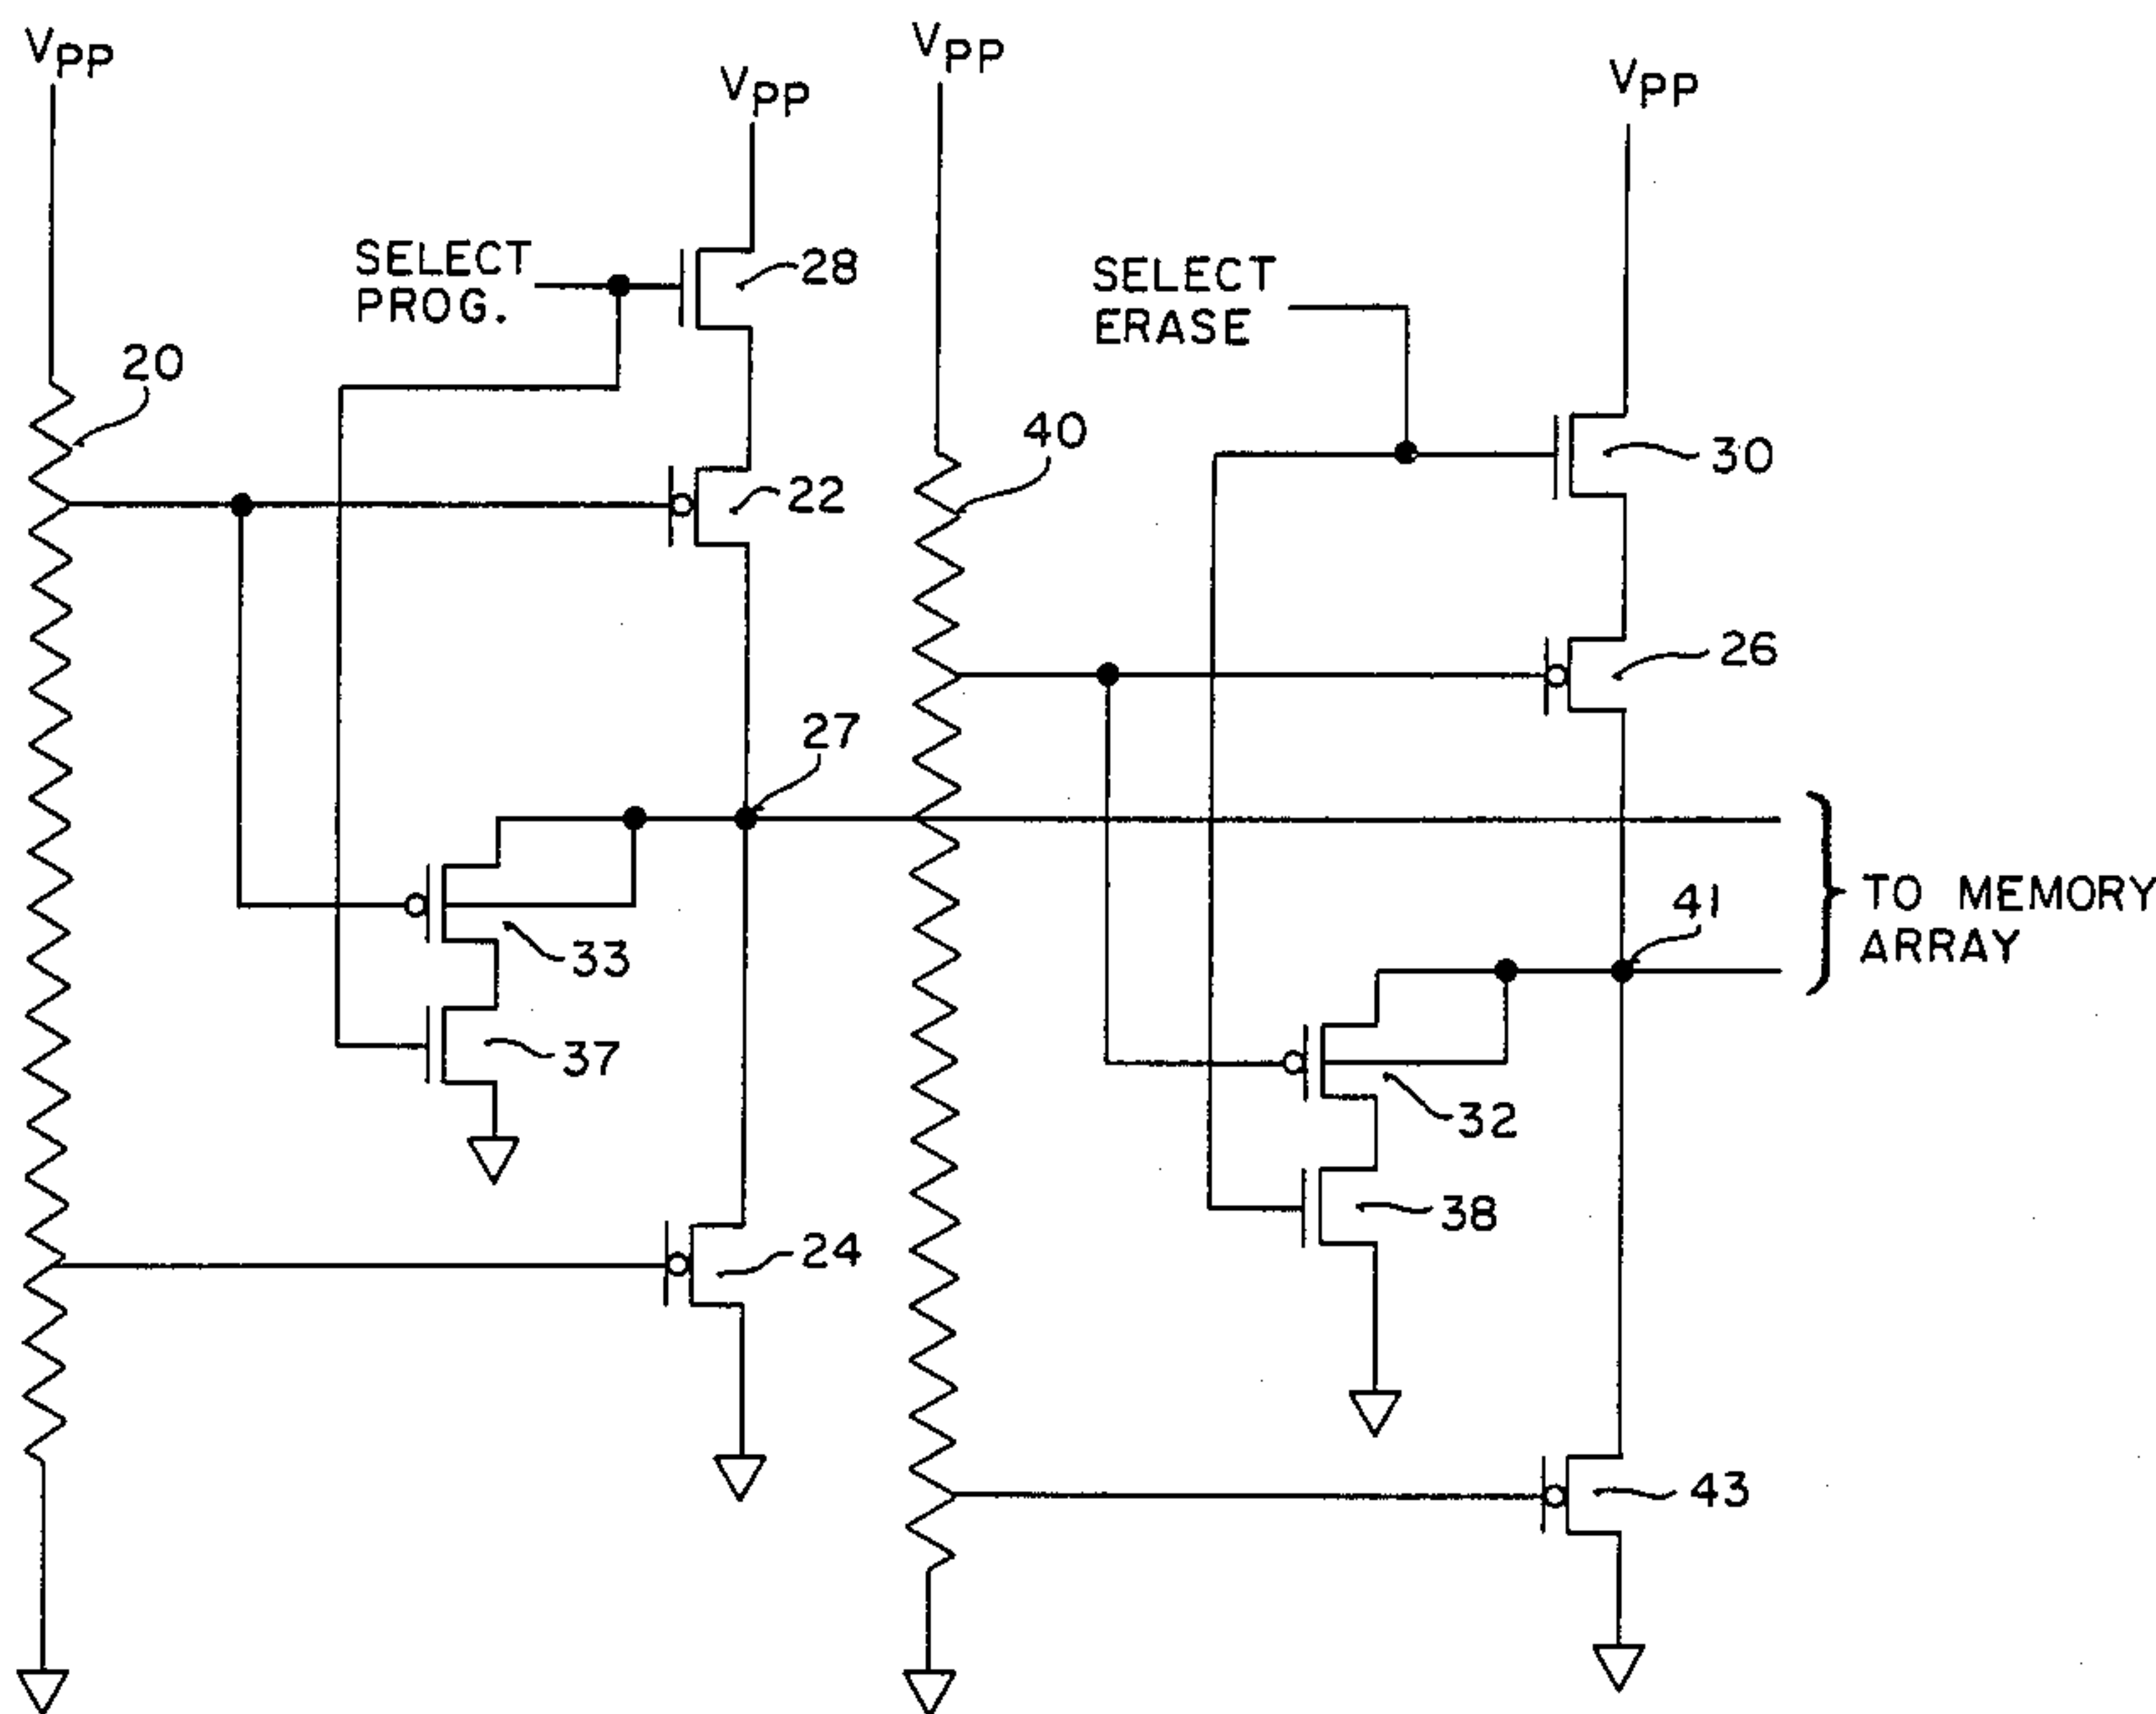 VPP
VPP
VPP
VPP
SELECT
PROG.
28
SELECT
ERASE
20
40
30
22
26
27
41
TO MEMORY
ARRAY
33
37
32
38
24
43